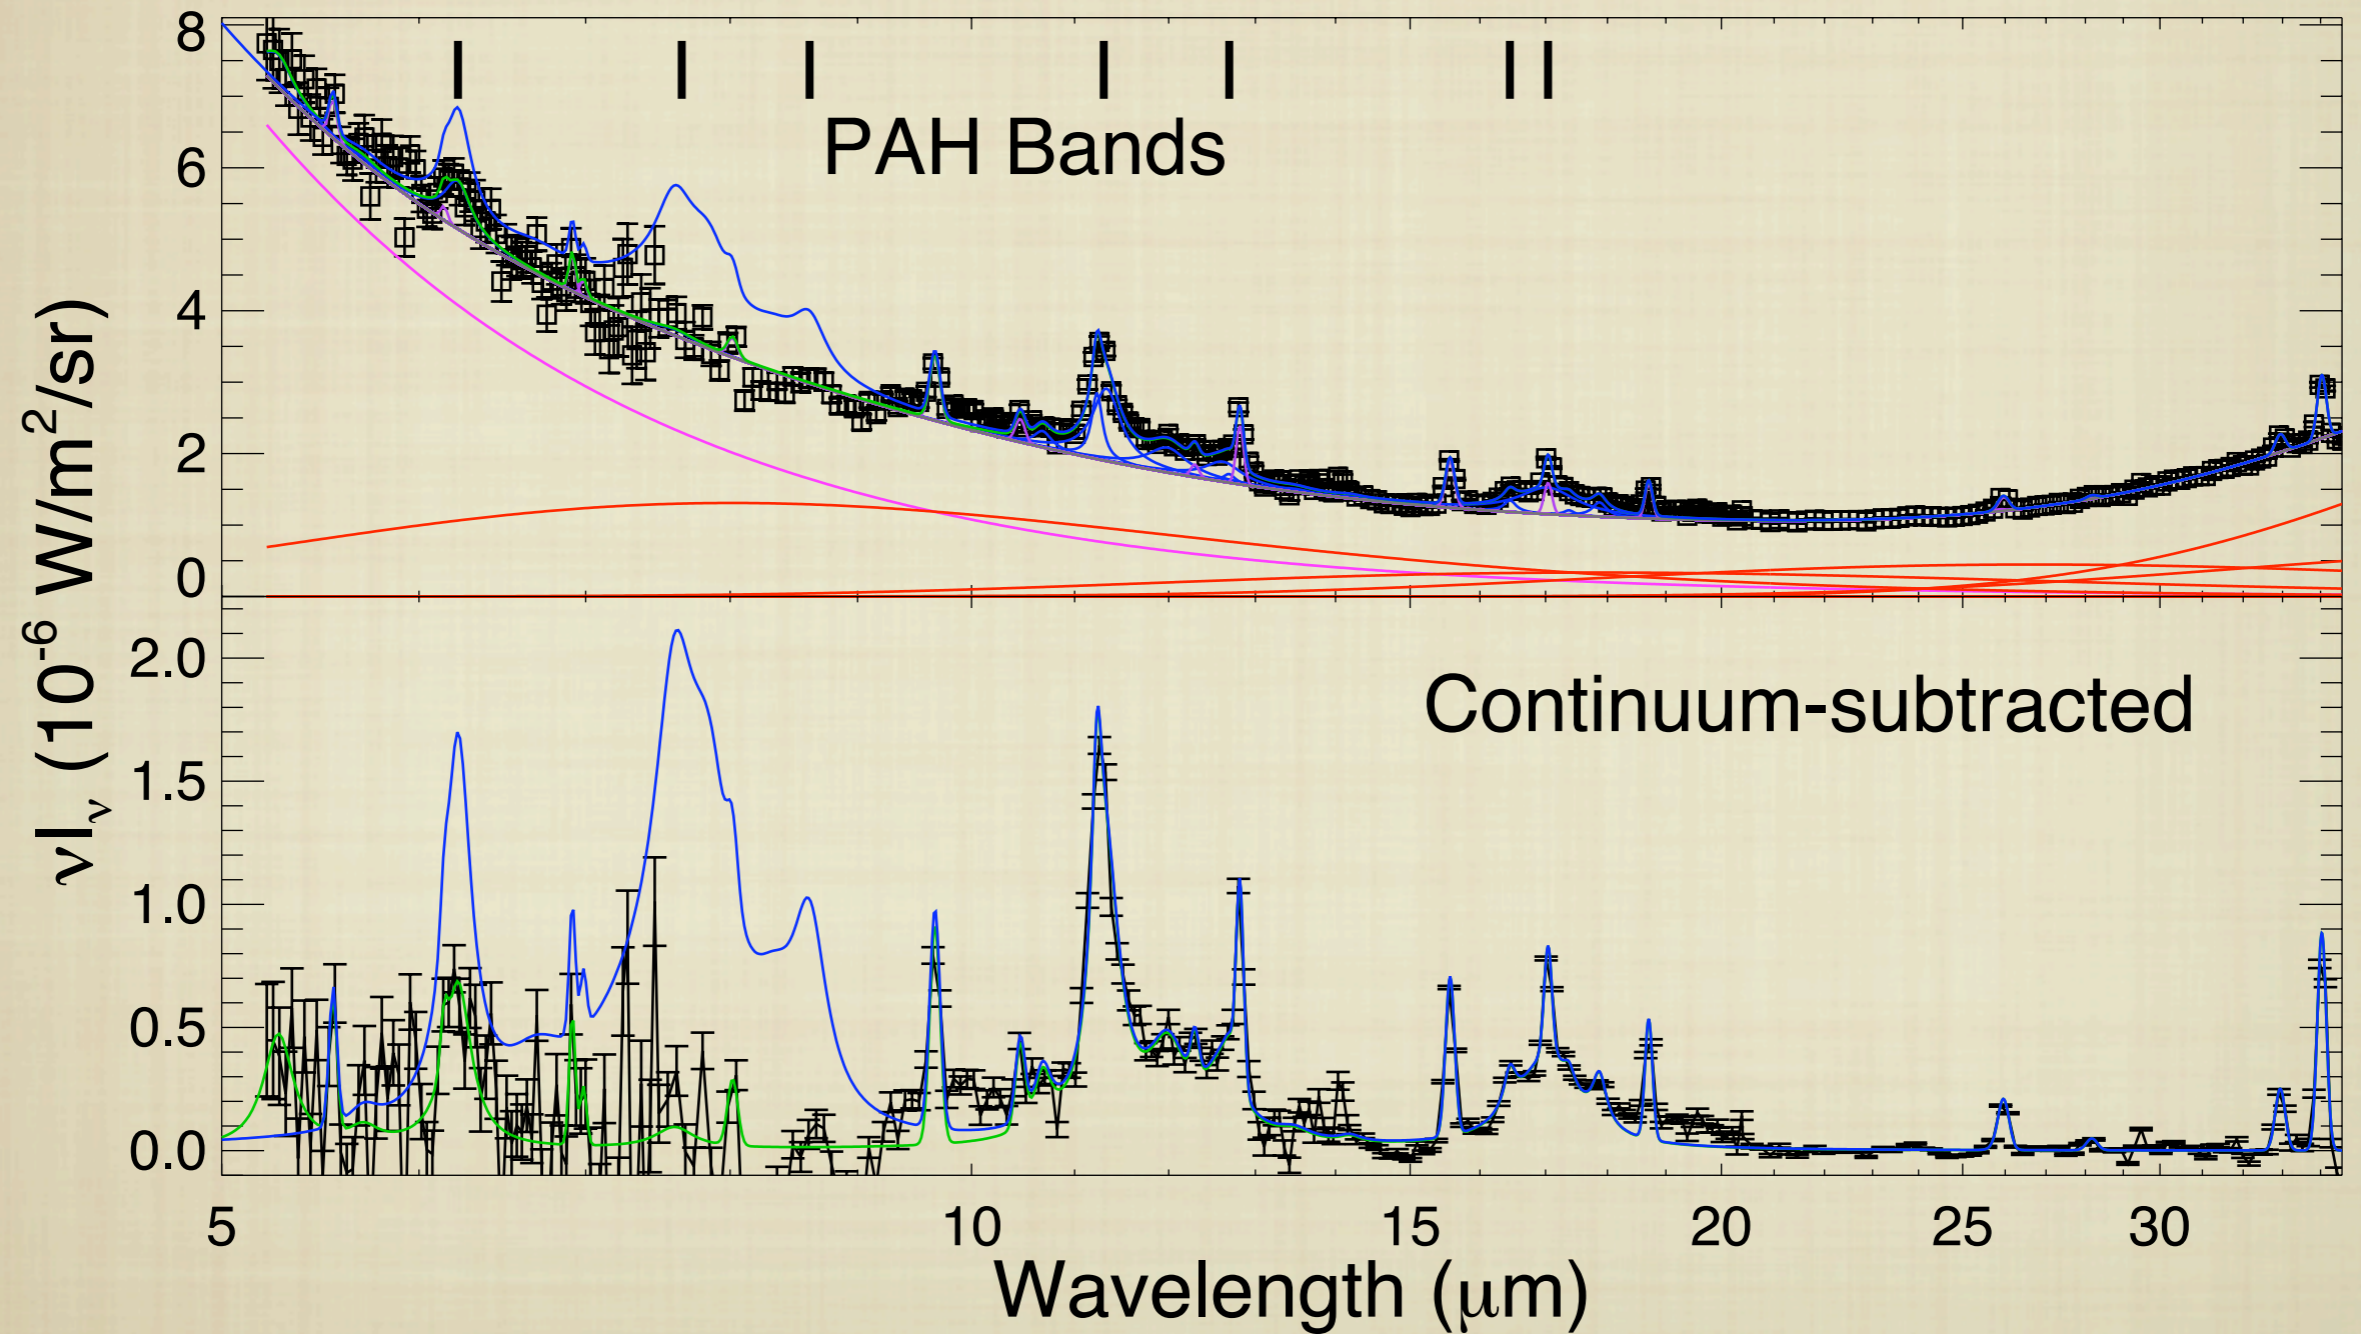 8
PAH Bands
6
4
2
0
νIν (10-6 W/m2/sr)
2.0
Continuum-subtracted
1.5
1.0
0.5
0.0
5 10 15 20 25 30
Wavelength (μm)